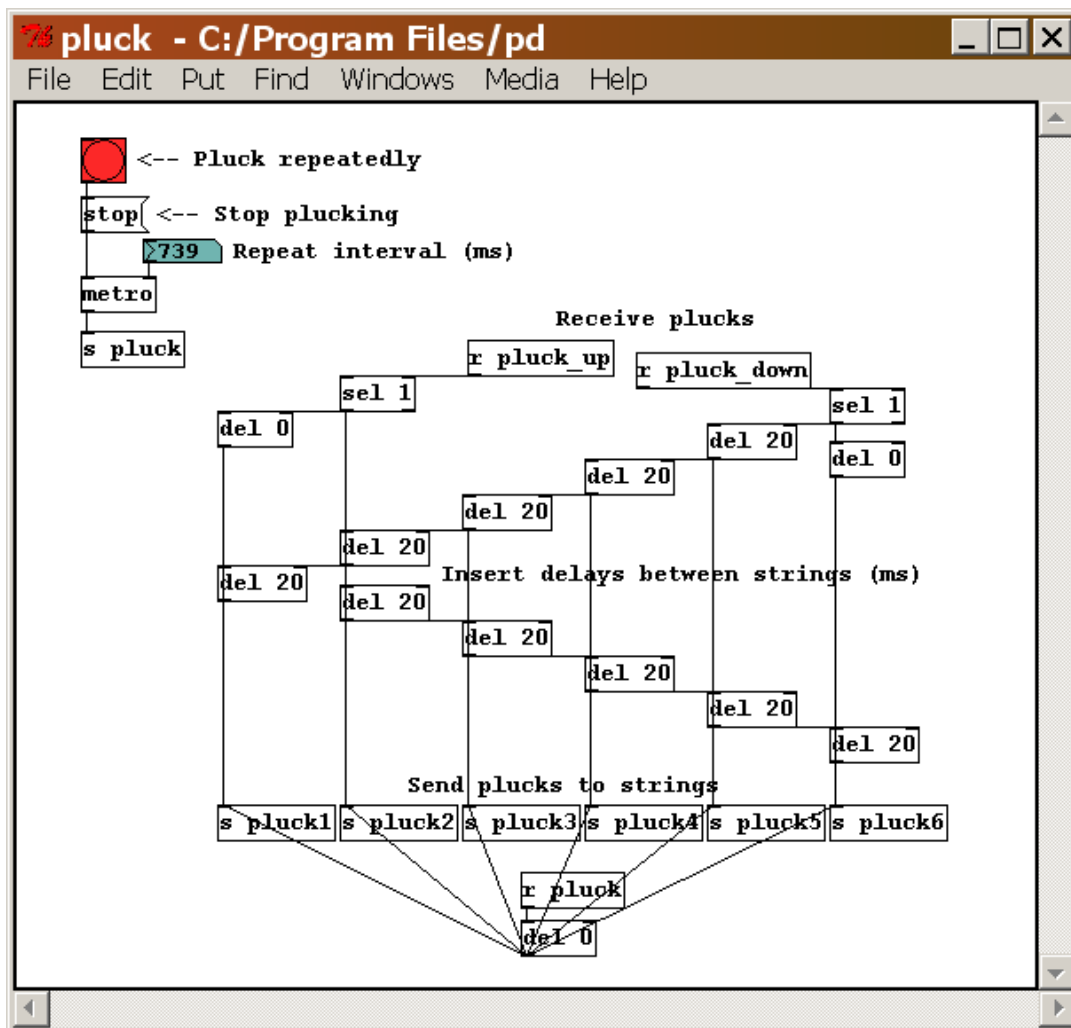 pluck - C:/Program Files/pd
File Edit Put Find Windows Media Help
<-- Pluck repeatedly
stop <-- Stop plucking
739 Repeat interval (ms)
metro
s pluck
Receive plucks
r pluck_up
r pluck_down
sel 1
sel 1
del 0
del 20
del 0
del 20
del 20
del 20
del 20
Insert delays between strings (ms)
del 20
del 20
del 20
del 20
del 20
Send plucks to strings
s pluck1 s pluck2 s pluck3 s pluck4 s pluck5 s pluck6
r pluck
del 0